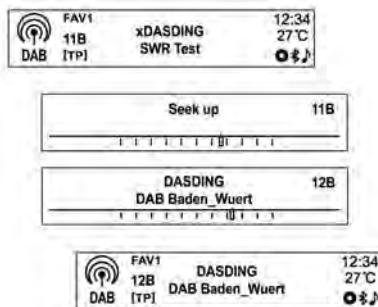 FAV1
12:34
xDASDING
11B
27℃
SWR Test
DAB
[TP]
Seek up
11B
DASDING
12B
DAB Baden_Wuert
FAV1
12:34
DASDING
12B
27℃
DAB Baden_Wuert
DAB
[TP]